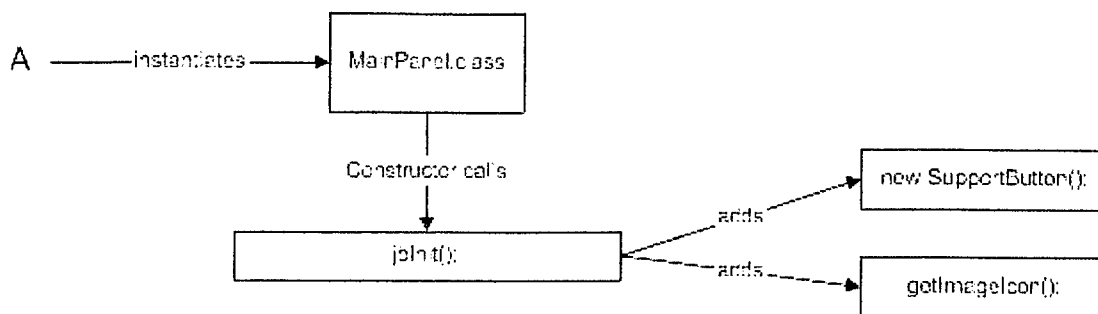 A
instantiates
MainPanel.class
Constructor calls
new SupportButton();
adds
jbInit();
adds
getImageIcon();